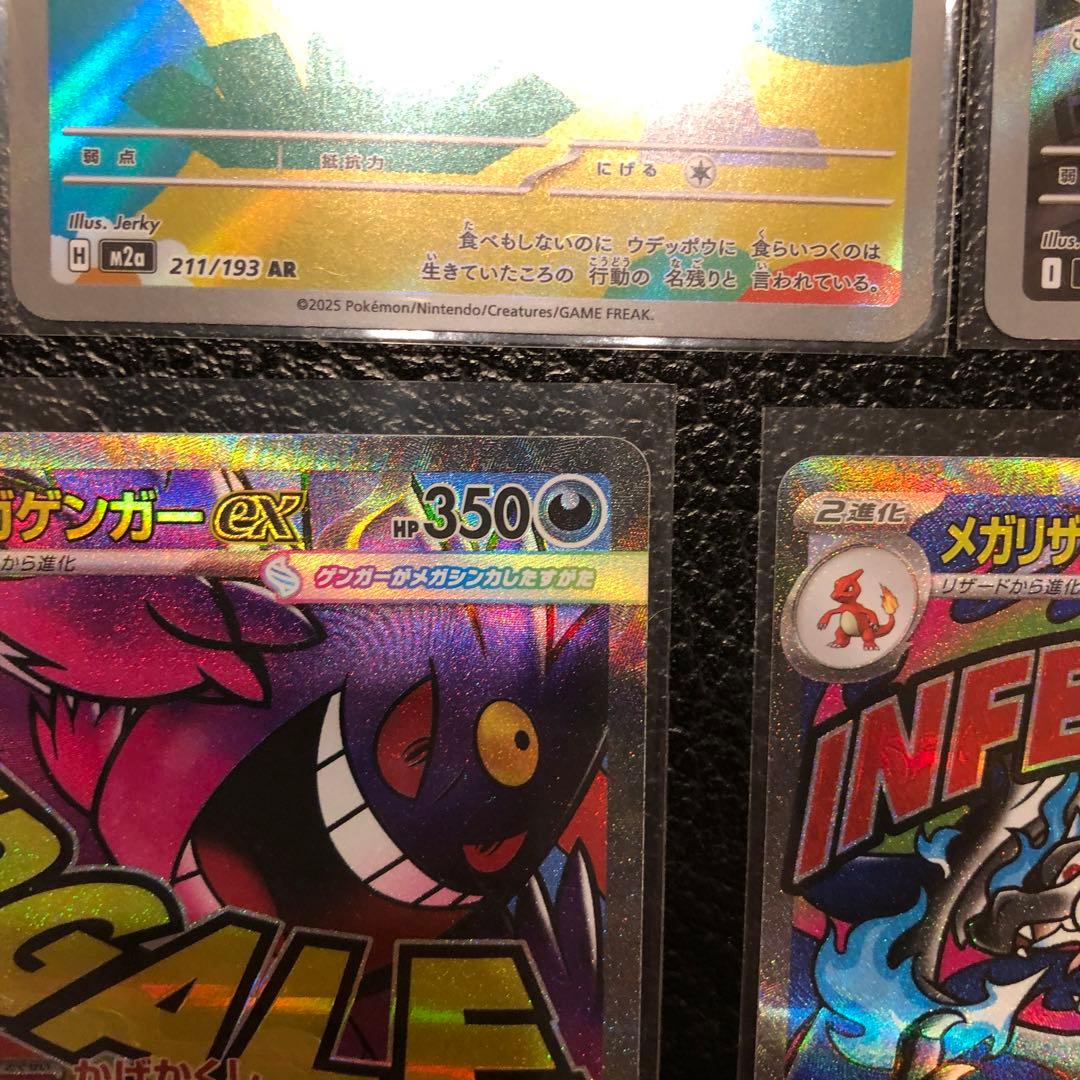 弱点 抵抗力 にげる
Illus. Jerky
H m2a 211/193 AR
食べもしないのに ウデッポウに 食らいつくのは
生きていたころの 行動の 名残りと 言われている。
©2025 Pokémon/Nintendo/Creatures/GAME FREAK.
弱
Illus.
I
ガゲンガーex HP350
から進化
ゲンガーがメガシンカしたすがた
GALE
かげかくし
2進化 メガリザ
リザードから進化
INFE